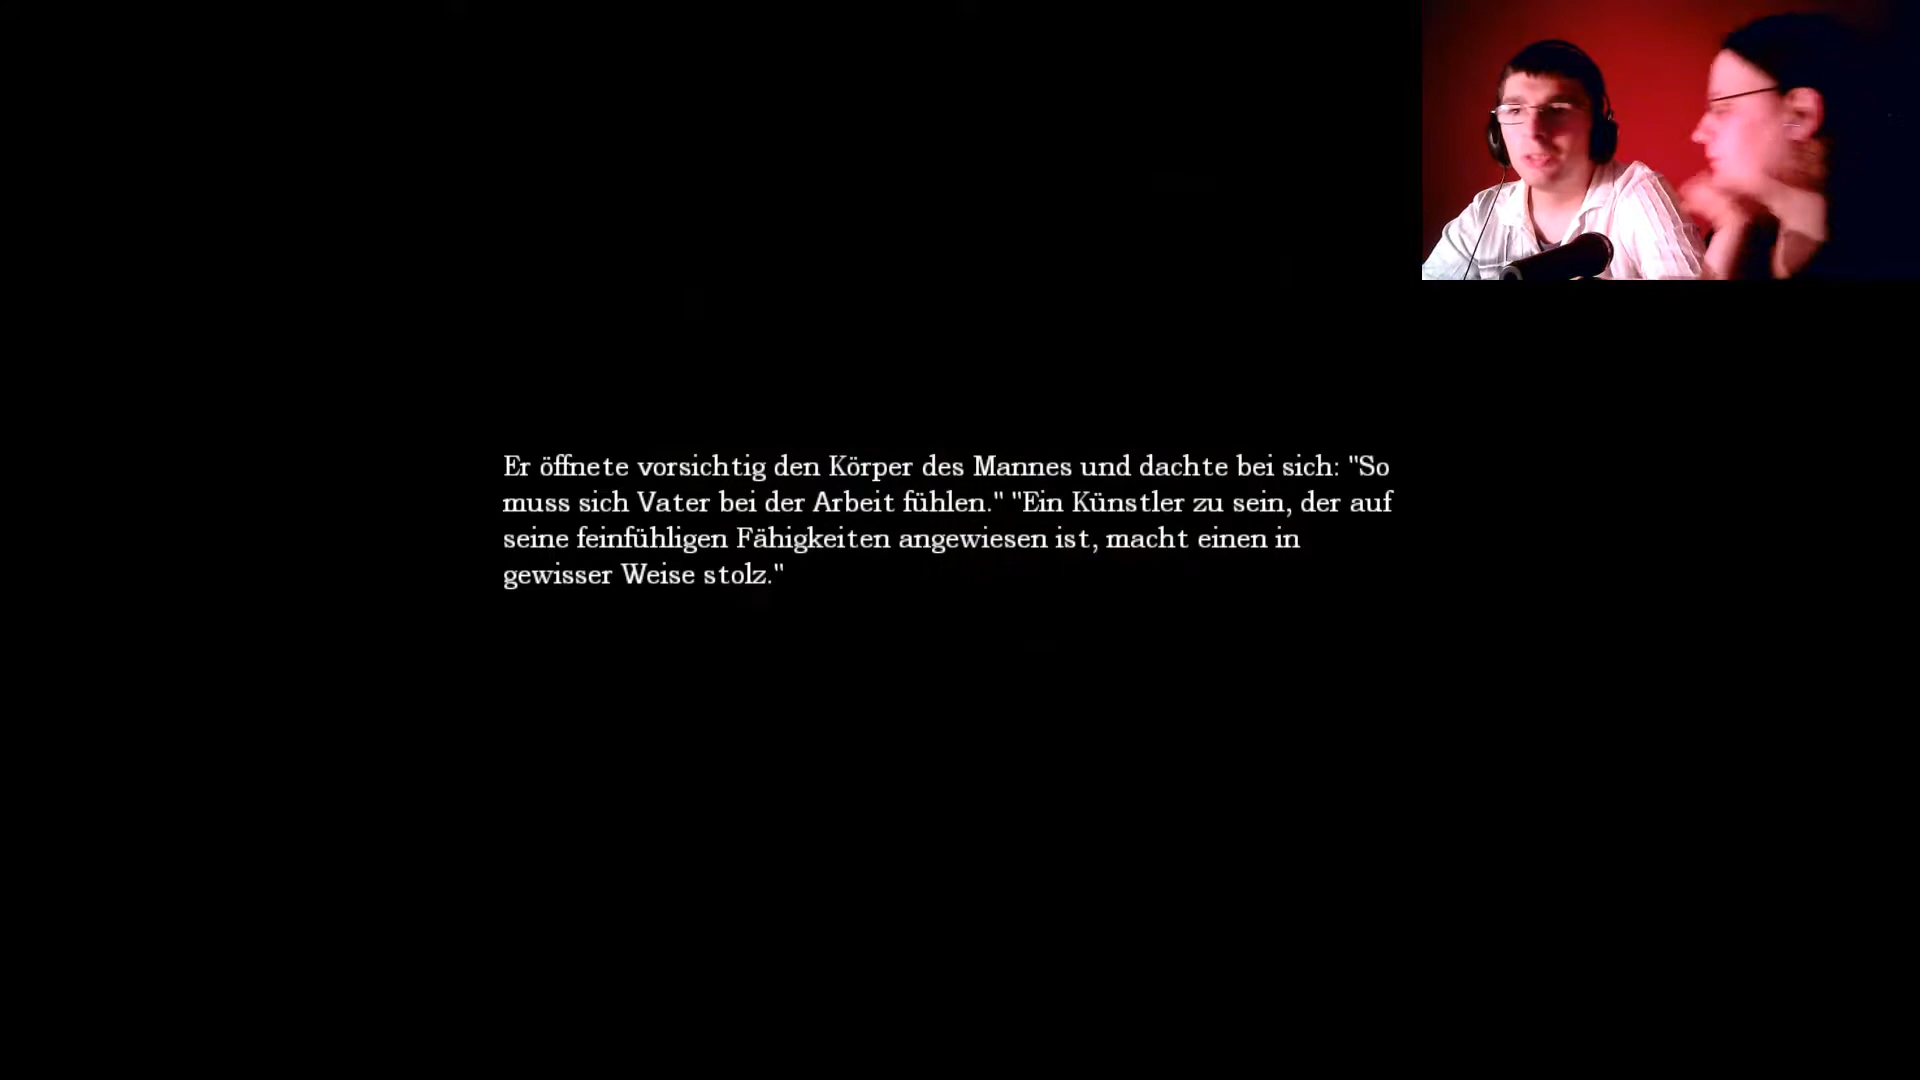 Er öffnete vorsichtig den Körper des Mannes und dachte bei sich: "So
muss sich Vater bei der Arbeit fühlen." "Ein Künstler zu sein, der auf
seine feinfühligen Fähigkeiten angewiesen ist, macht einen in
gewisser Weise stolz."